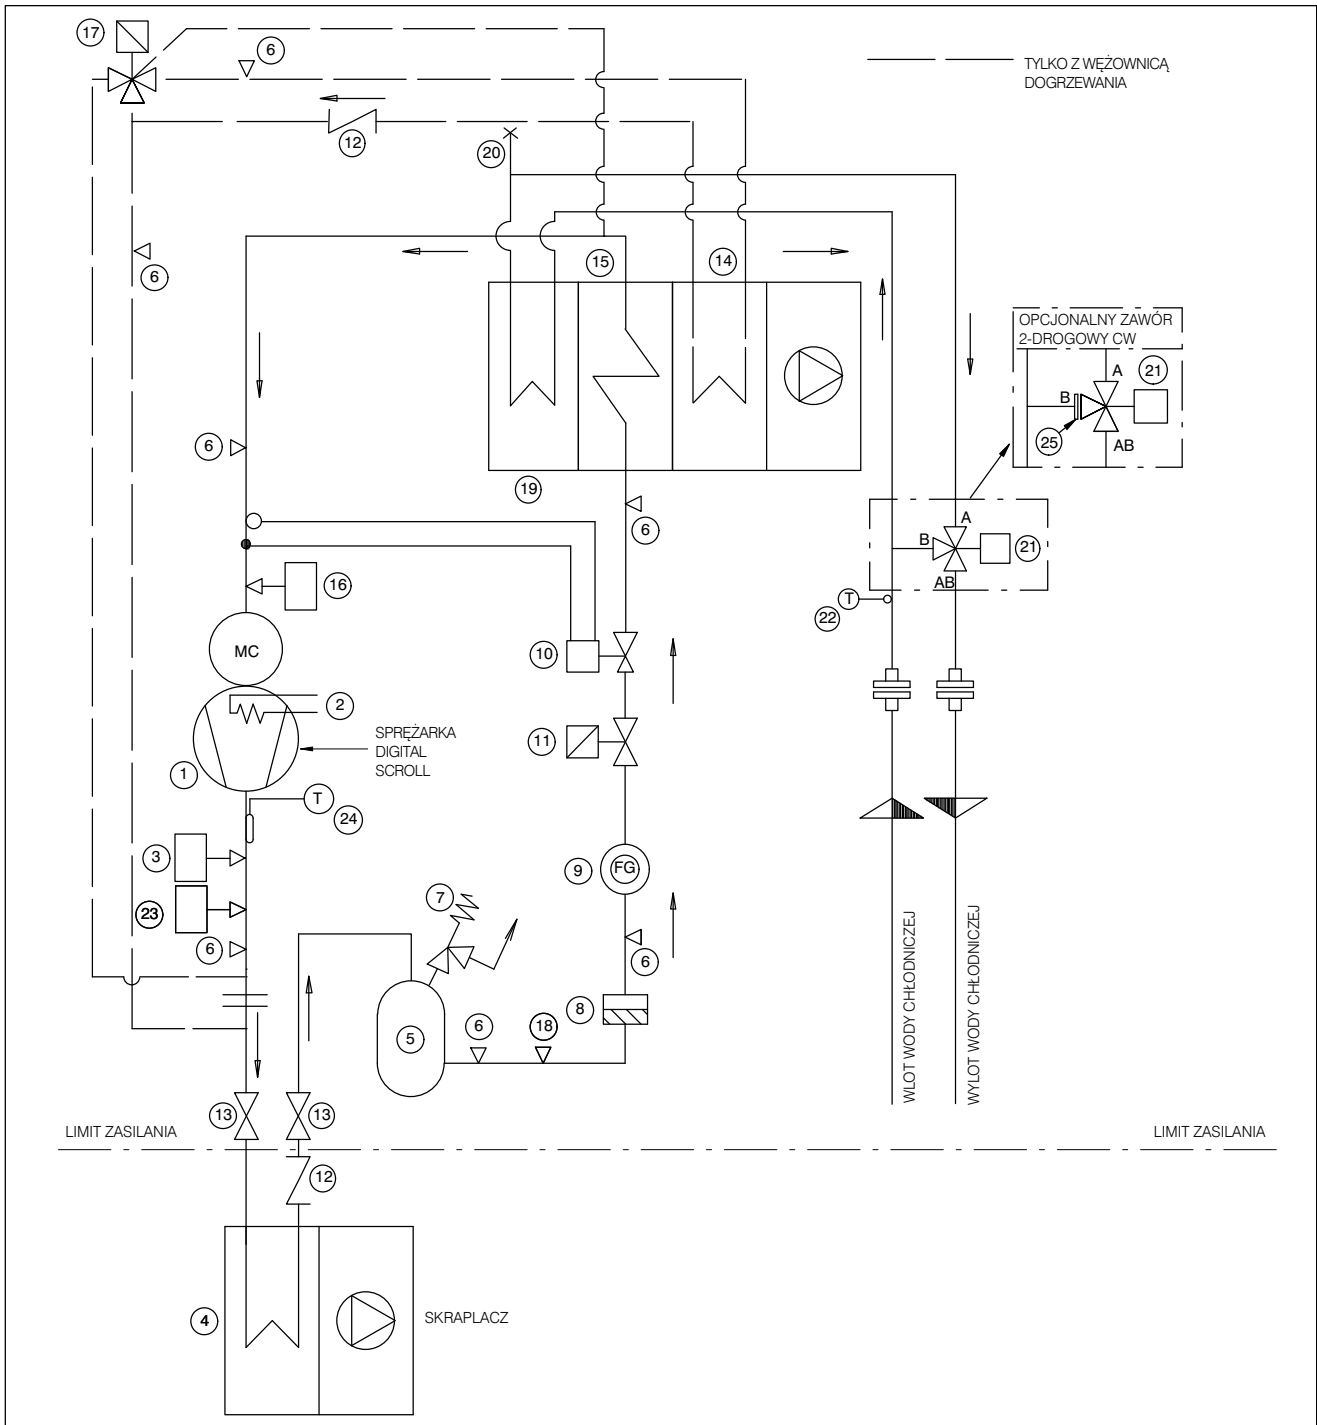 17
6
TYLKO Z WĘŻOWNICĄ
DOGRZEWANIA
12
20
6
15
14
OPCJONALNY ZAWÓR
2-DROGOWY CW
A
21
B
25
AB
6
19
6
A
B
21
AB
16
T
22
MC
10
2
SPRĘŻARKA
DIGITAL
SCROLL
11
1
T
24
3
9
FG
7
23
6
6
WLOT WODY CHŁODNICZEJ
WYLOT WODY CHŁODNICZEJ
8
6
18
5
13
13
LIMIT ZASILANIA
LIMIT ZASILANIA
12
4
SKRAPLACZ